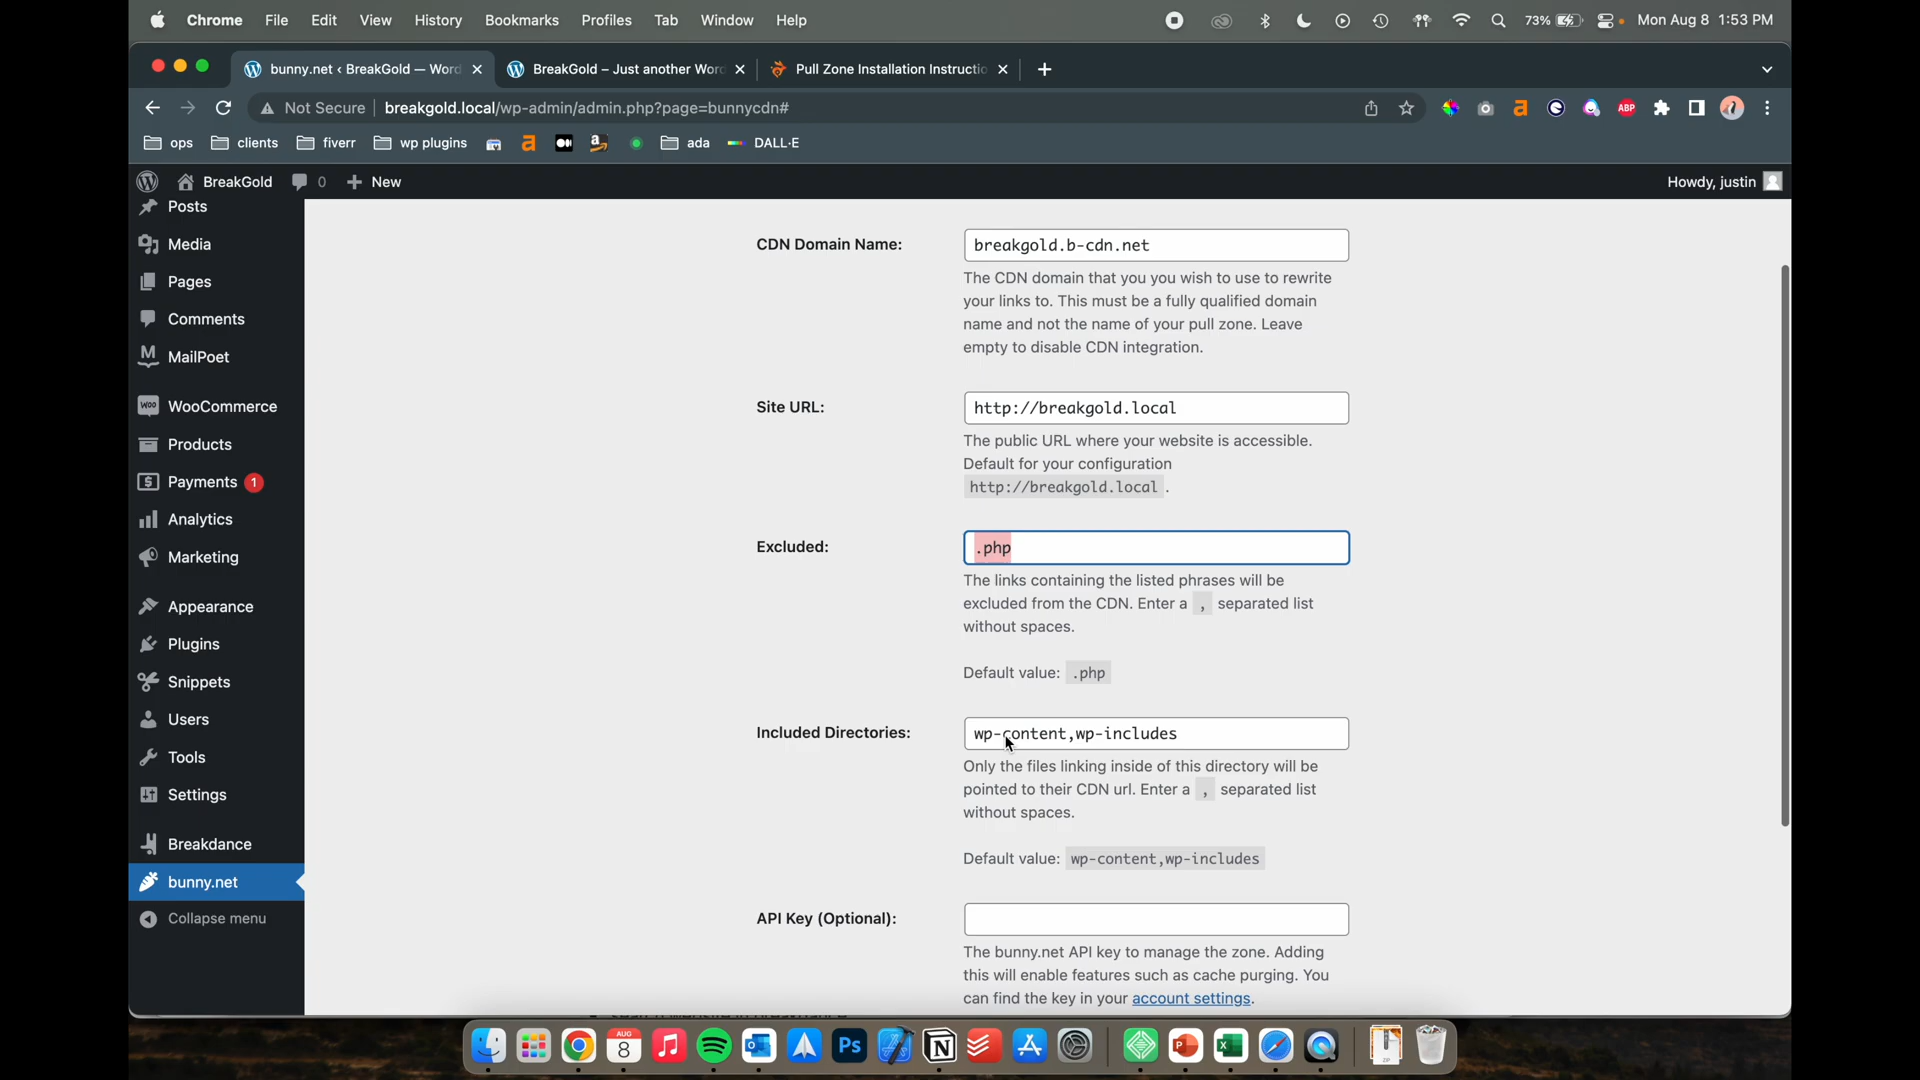 Chrome File Edit View History Bookmarks Profiles Tab Window Help 73% Mon Aug 8 1:53 PM
bunny.net ‹ BreakGold — Word BreakGold – Just another Wor Pull Zone Installation Instructio
Not Secure breakgold.local/wp-admin/admin.php?page=bunnycdn#
ABP
ops clients fiverr wp plugins ada DALL·E
BreakGold 0 New Howdy, justin
Posts
Media
Pages
Comments
MailPoet
WooCommerce
Products
Payments 1
Analytics
Marketing
Appearance
Plugins
Snippets
Users
Tools
Settings
Breakdance
bunny.net
Collapse menu
CDN Domain Name: breakgold.b-cdn.net
The CDN domain that you you wish to use to rewrite
your links to. This must be a fully qualified domain
name and not the name of your pull zone. Leave
empty to disable CDN integration.
Site URL: http://breakgold.local
The public URL where your website is accessible.
Default for your configuration
http://breakgold.local .
Excluded: .php
The links containing the listed phrases will be
excluded from the CDN. Enter a , separated list
without spaces.
Default value: .php
Included Directories: wp-content,wp-includes
Only the files linking inside of this directory will be
pointed to their CDN url. Enter a , separated list
without spaces.
Default value: wp-content,wp-includes
API Key (Optional):
The bunny.net API key to manage the zone. Adding
this will enable features such as cache purging. You
can find the key in your account settings.
AUG
8
Ps
ZIP